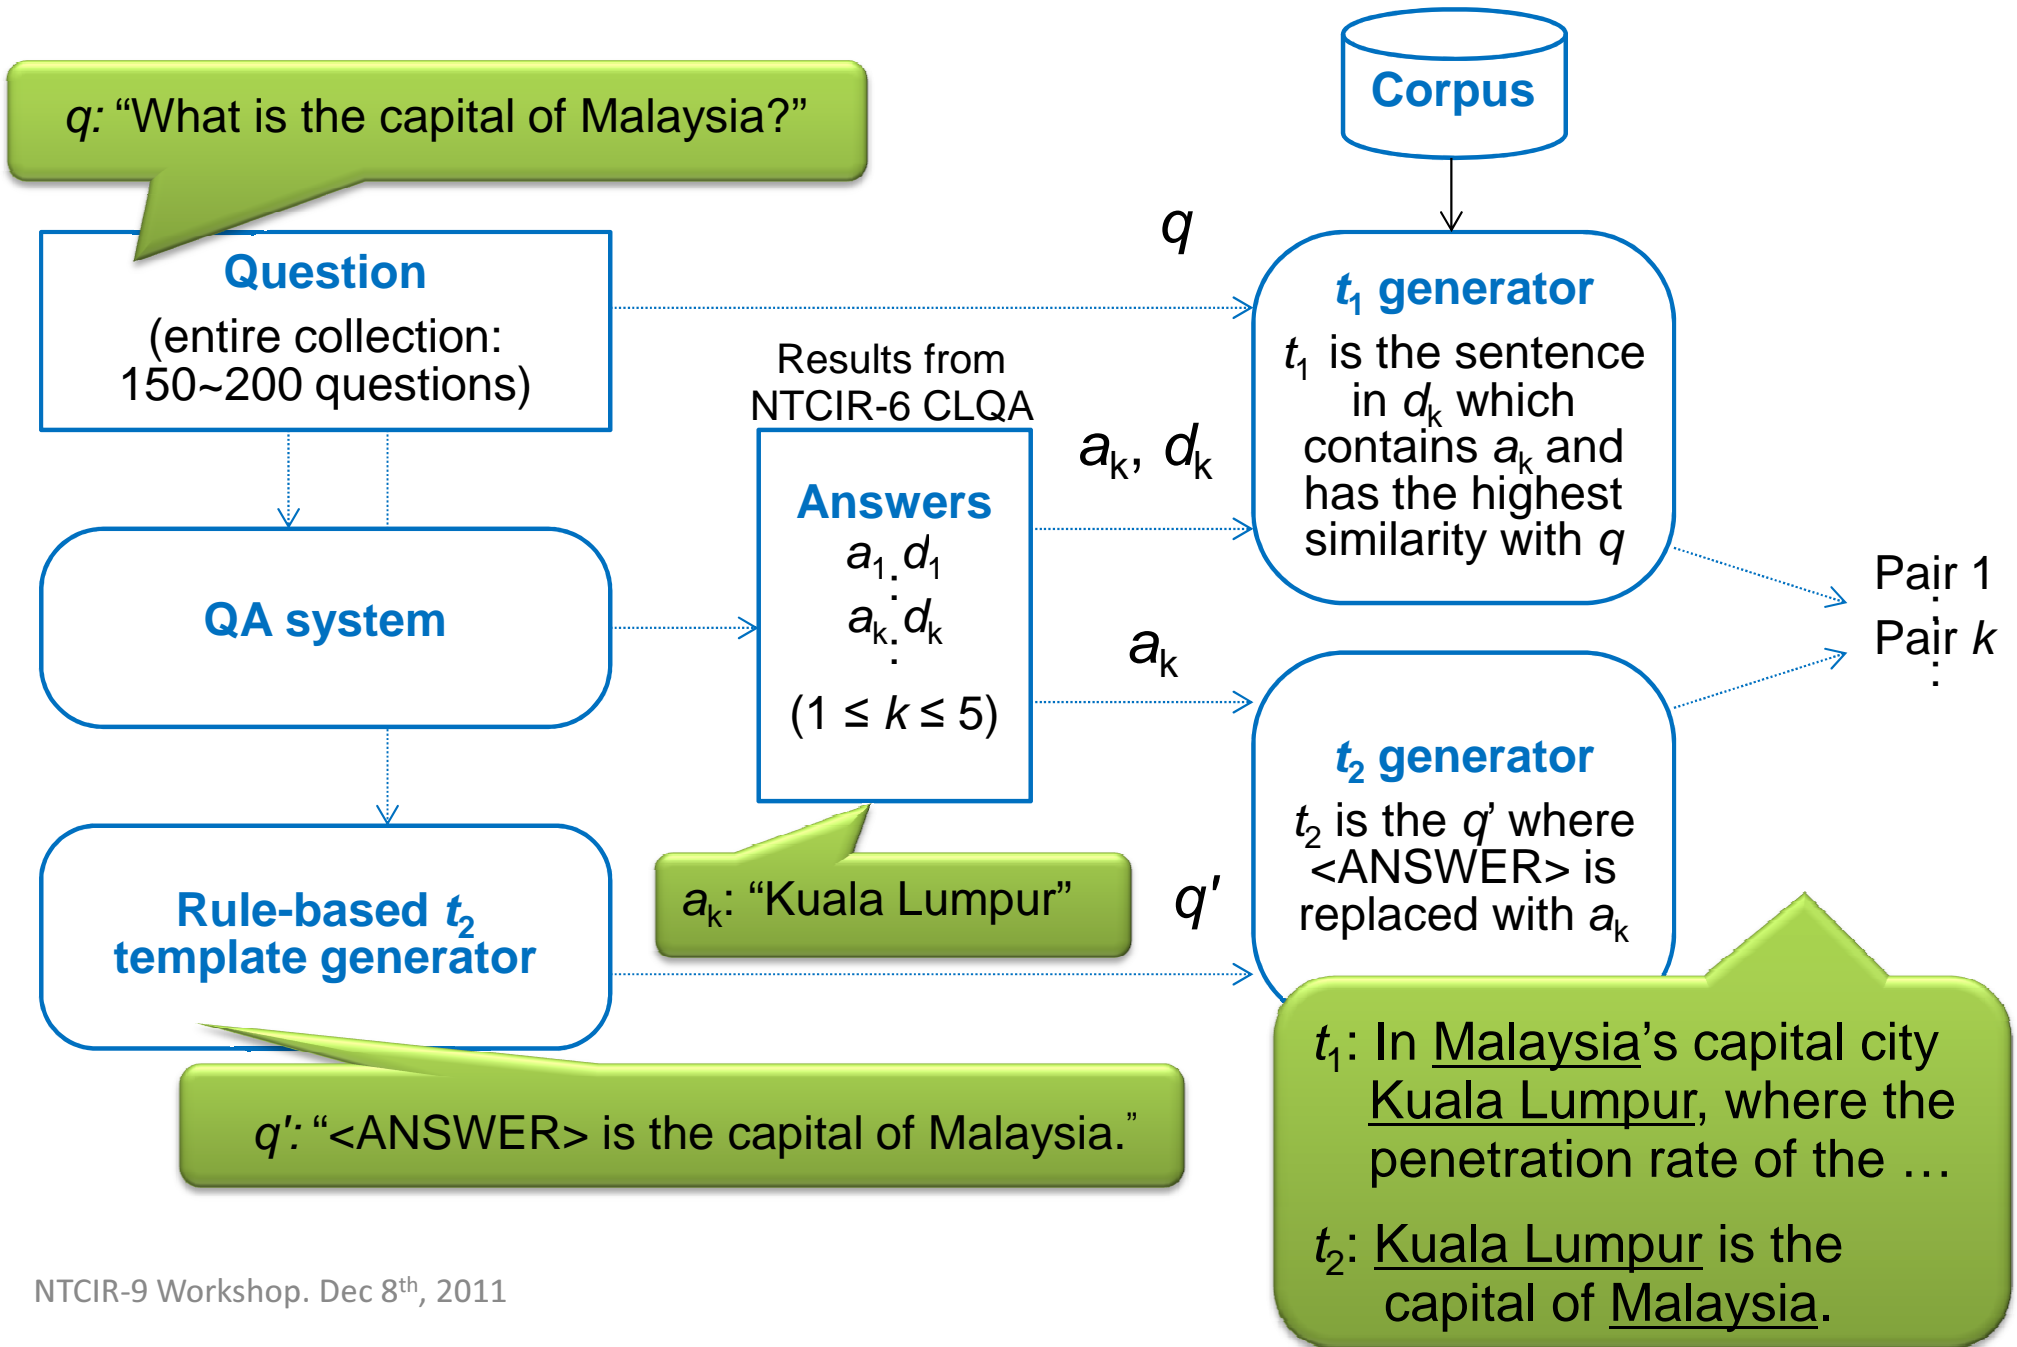 Corpus
q: “What is the capital of Malaysia?”
Question
(entire collection:
150~200 questions)
q
t1 generator
t1 is the sentence
in dk which
contains ak and
has the highest
similarity with q
Results from
NTCIR-6 CLQA
ak, dk
Answers
a1 d1
:
ak dk
:
(1 ≤ k ≤ 5)
QA system
Pair 1
:
Pair k
:
ak
t2 generator
t2 is the q’ where
<ANSWER> is
replaced with ak
ak: “Kuala Lumpur”
q'
Rule-based t2
template generator
q': “<ANSWER> is the capital of Malaysia.”
t1: In Malaysia’s capital city
Kuala Lumpur, where the
penetration rate of the …
t2: Kuala Lumpur is the
capital of Malaysia.
NTCIR-9 Workshop. Dec 8th, 2011